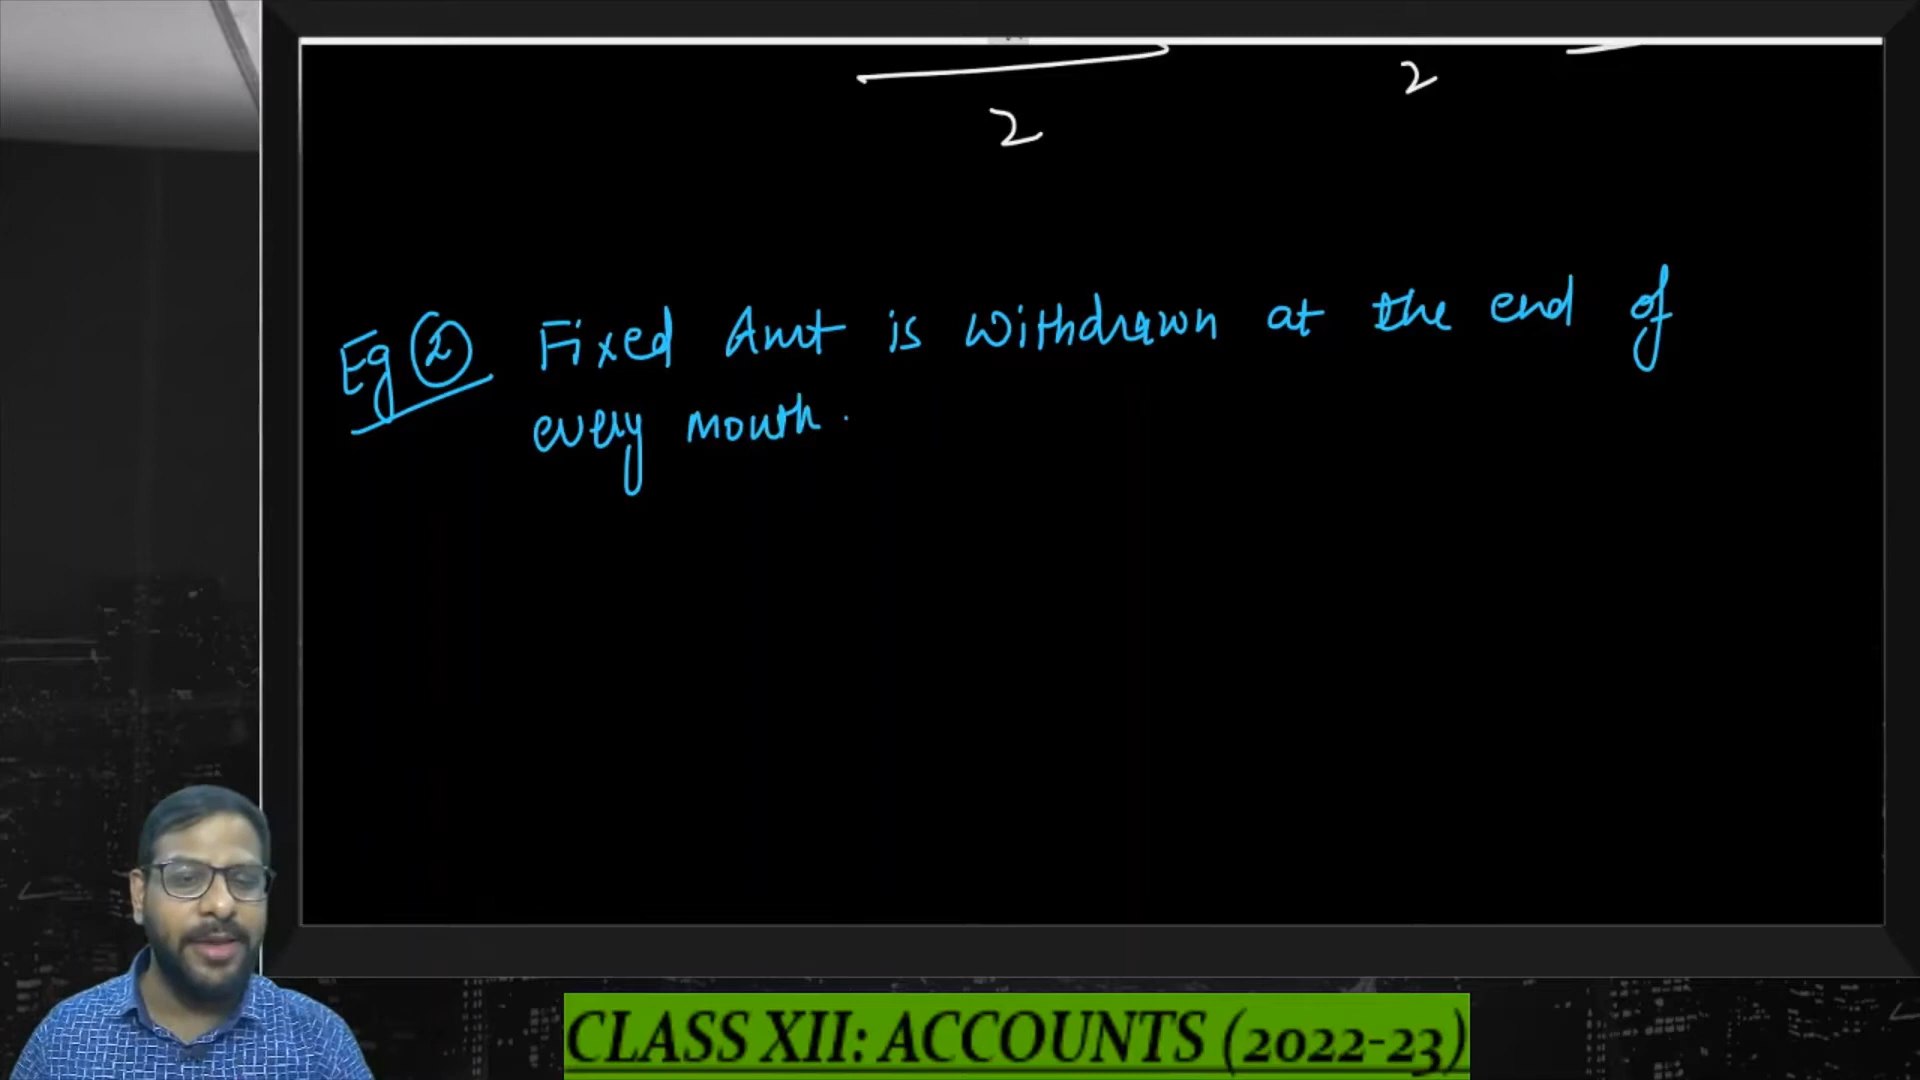 2
2
Eg ② Fixed Amt is withdrawn at the end of
every month.
CLASS XII: ACCOUNTS (2022-23)